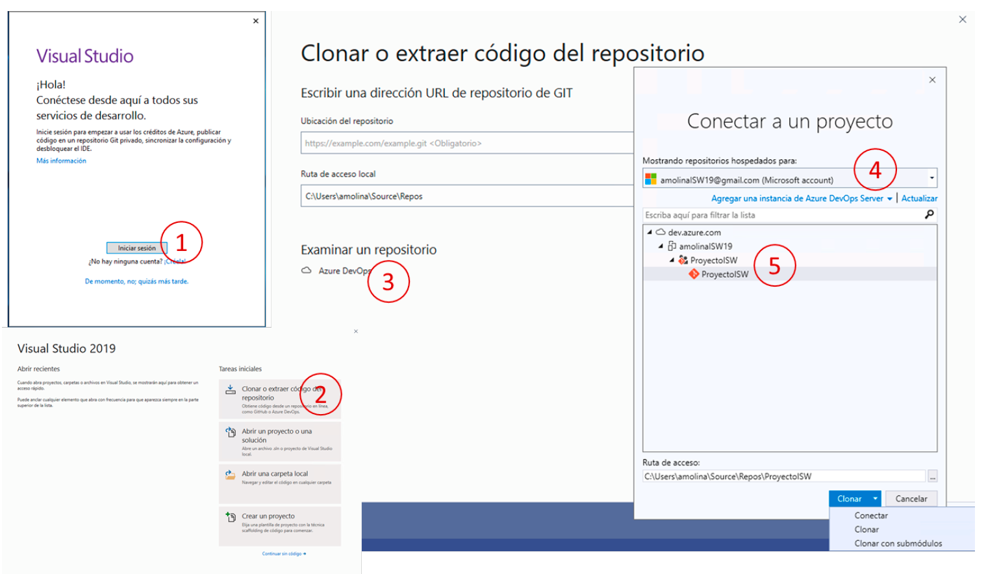 Visual Studio
¡Hola!
Conéctese desde aquí a todos sus
servicios de desarrollo.
Inicie sesión para empezar a usar los créditos de Azure, publicar
código en un repositorio Git privado, sincronizar la configuración y
desbloquear el IDE.
Más información
Iniciar sesión
1
¿No hay ninguna cuenta? ¡Créela!
De momento, no; quizás más tarde.
Visual Studio 2019
Abrir recientes
Cuando abra proyectos, carpetas o archivos en Visual Studio, se mostrarán aquí para obtener un
acceso rápido.
Puede anclar cualquier elemento que abra con frecuencia para que aparezca siempre en la parte
superior de la lista.
Tareas iniciales
Clonar o extraer código del
repositorio
2
Obtiene código desde un repositorio en línea,
como GitHub o Azure DevOps.
Abrir un proyecto o una
solución
Abre un archivo .sln o proyecto de Visual Studio
local.
Abrir una carpeta local
Navegar y editar el código en cualquier carpeta
Crear un proyecto
Elija una plantilla de proyecto con la técnica
scaffolding de código para comenzar.
Continuar sin código
Clonar o extraer código del repositorio
Escribir una dirección URL de repositorio de GIT
Ubicación del repositorio
https://example.com/example.git <Obligatorio>
Ruta de acceso local
C:\Users\amolina\Source\Repos
Examinar un repositorio
Azure DevOps
3
Conectar a un proyecto
Mostrando repositorios hospedados para:
4
amolinaISW19@gmail.com (Microsoft account)
Agregar una instancia de Azure DevOps Server | Actualizar
Escriba aquí para filtrar la lista
dev.azure.com
amolinaISW19
ProyectoISW
5
ProyectoISW
Ruta de acceso:
C:\Users\amolina\Source\Repos\ProyectoISW
...
Clonar
Cancelar
Conectar
Clonar
Clonar con submódulos